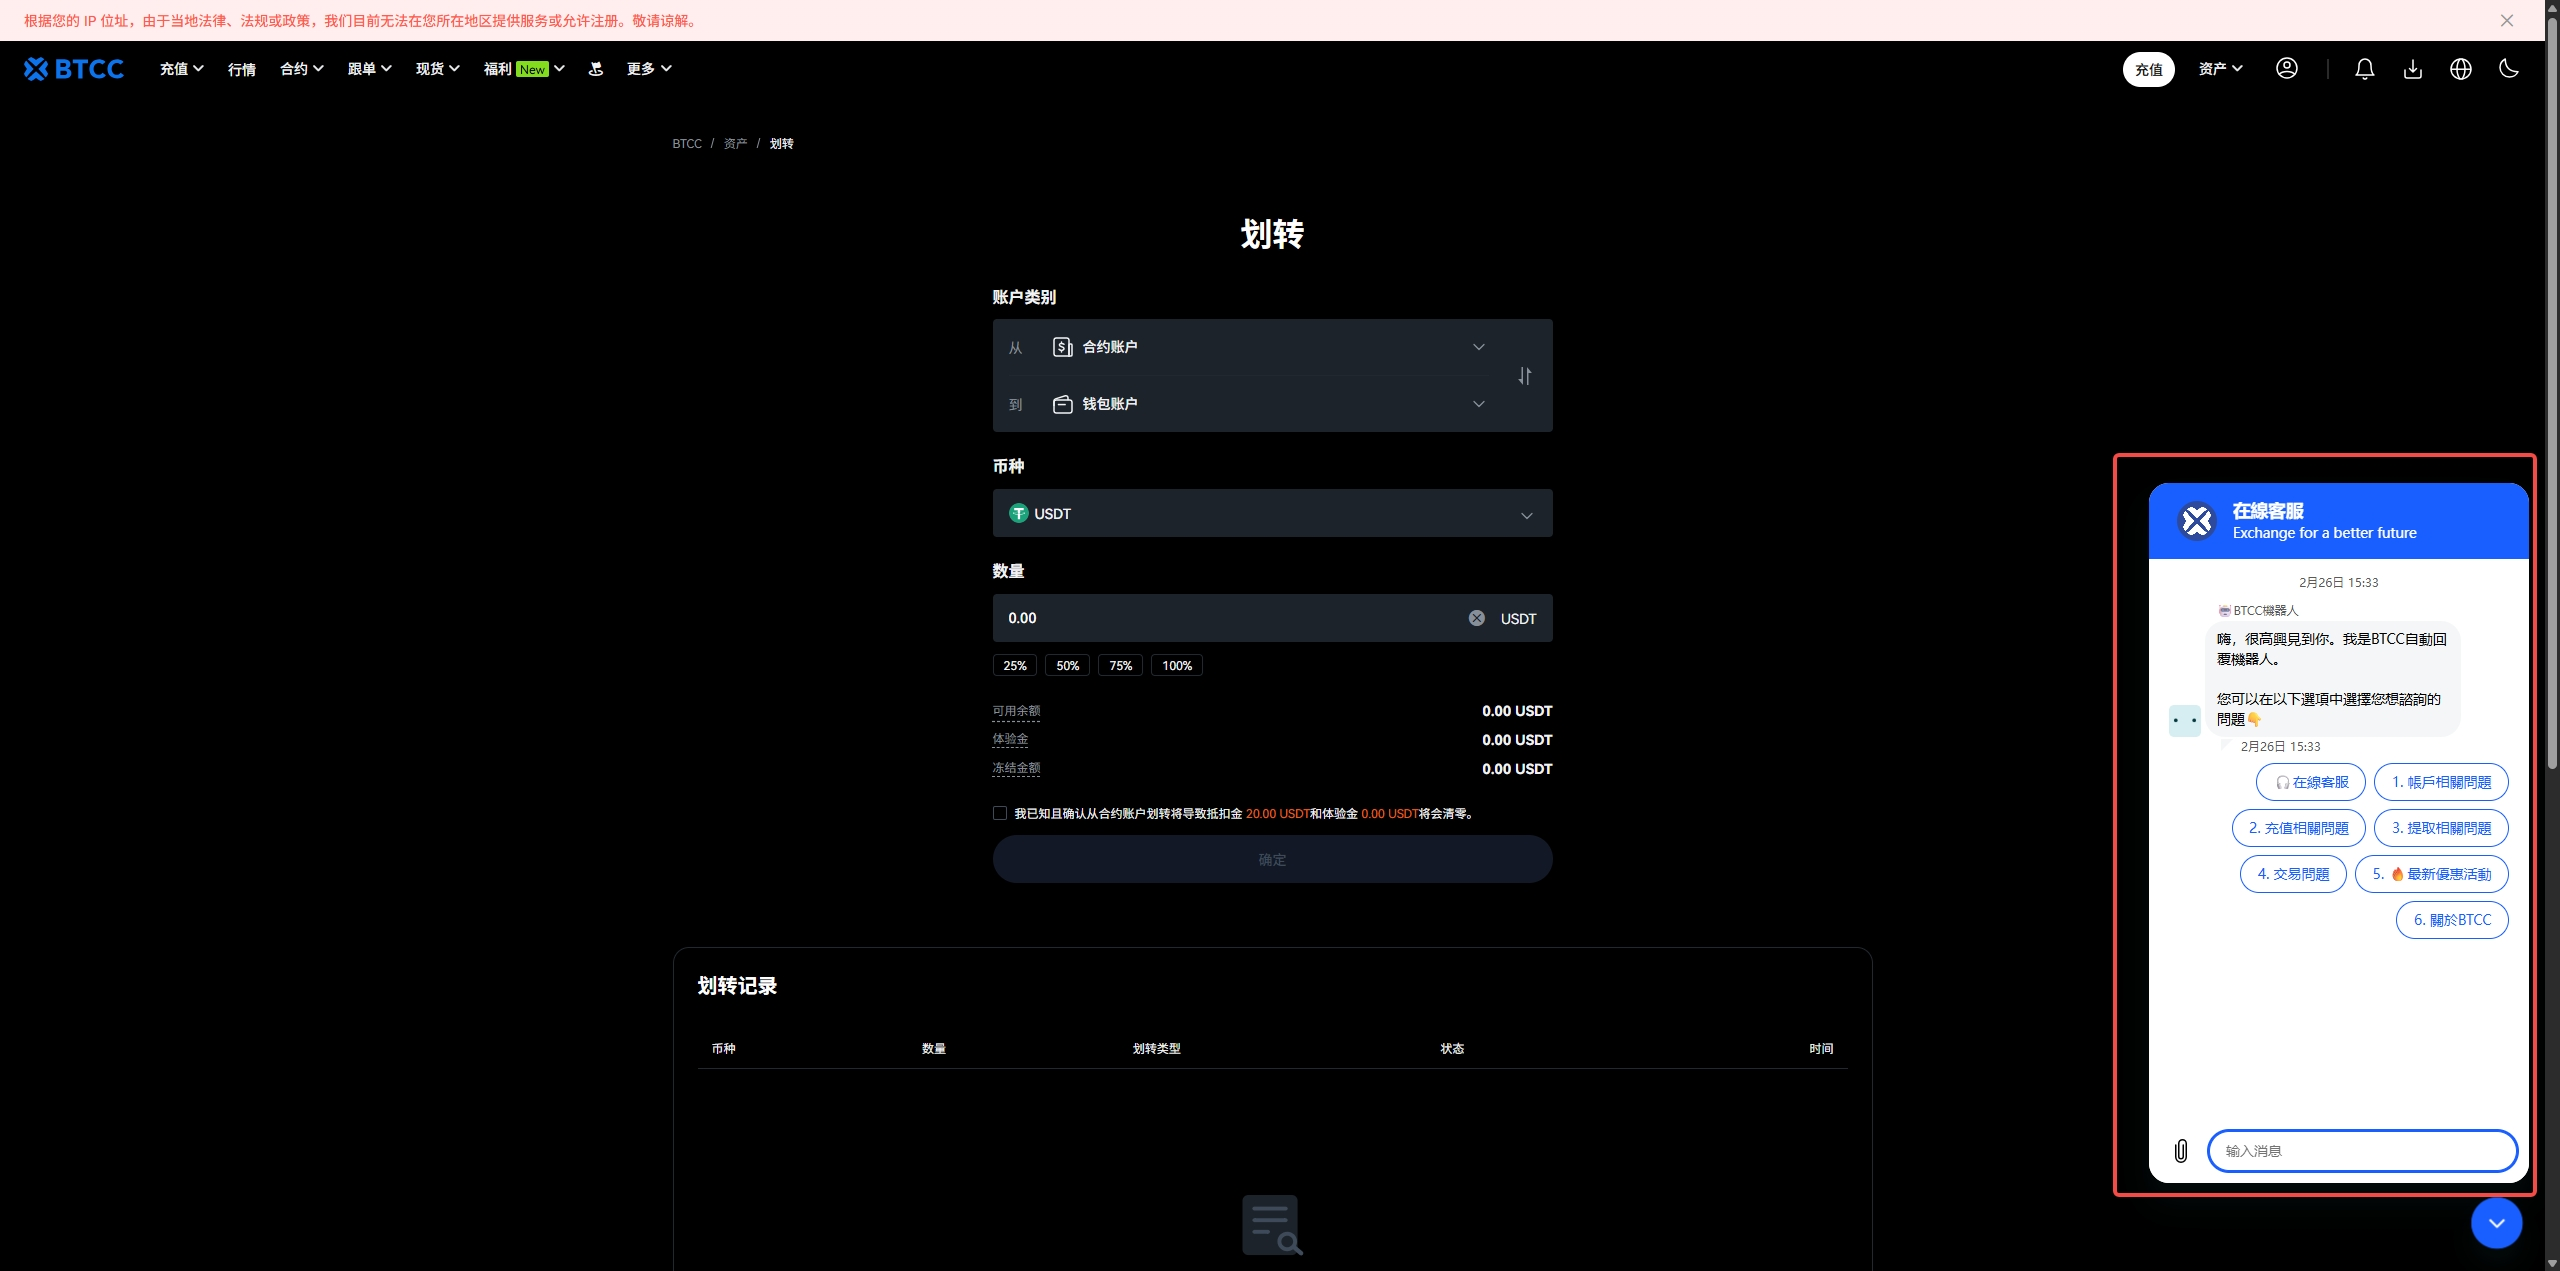 根据您的 IP 位址，由于当地法律、法规或政策，我们目前无法在您所在地区提供服务或允许注册。敬请谅解。
BTCC 充值 行情 合约 跟单 现货 福利 New 更多 充值 资产
BTCC / 资产 / 划转
划转
账户类别
从 合约账户
到 钱包账户
币种
USDT
数量
0.00 USDT
25% 50% 75% 100%
可用余额 0.00 USDT
体验金 0.00 USDT
冻结金额 0.00 USDT
我已知且确认从合约账户划转将导致抵扣金 20.00 USDT和体验金 0.00 USDT将会清零。
确定
划转记录
币种 数量 划转类型 状态 时间
在線客服
Exchange for a better future
2月26日 15:33
BTCC機器人
嗨，很高興見到你。我是BTCC自動回
覆機器人。
您可以在以下選項中選擇您想諮詢的
問題👇
2月26日 15:33
🎧在線客服 1. 帳戶相關問題
2. 充值相關問題 3. 提取相關問題
4. 交易問題 5. 🔥最新優惠活動
6. 關於BTCC
输入消息